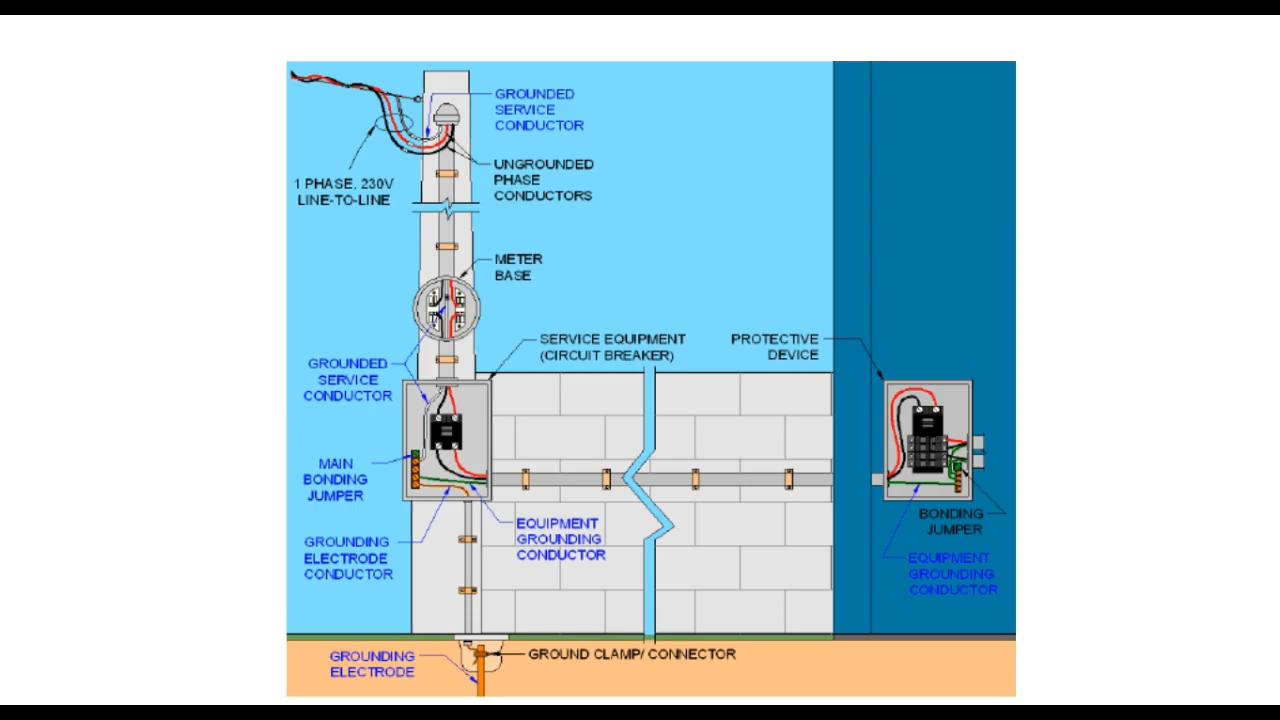 GROUNDED
SERVICE
CONDUCTOR
UNGROUNDED
PHASE
CONDUCTORS
1 PHASE, 230V
LINE-TO-LINE
METER
BASE
SERVICE EQUIPMENT
(CIRCUIT BREAKER)
PROTECTIVE
DEVICE
GROUNDED
SERVICE
CONDUCTOR
MAIN
BONDING
JUMPER
GROUNDING
ELECTRODE
CONDUCTOR
EQUIPMENT
GROUNDING
CONDUCTOR
BONDING
JUMPER
EQUIPMENT
GROUNDING
CONDUCTOR
GROUNDING
ELECTRODE
GROUND CLAMP/ CONNECTOR